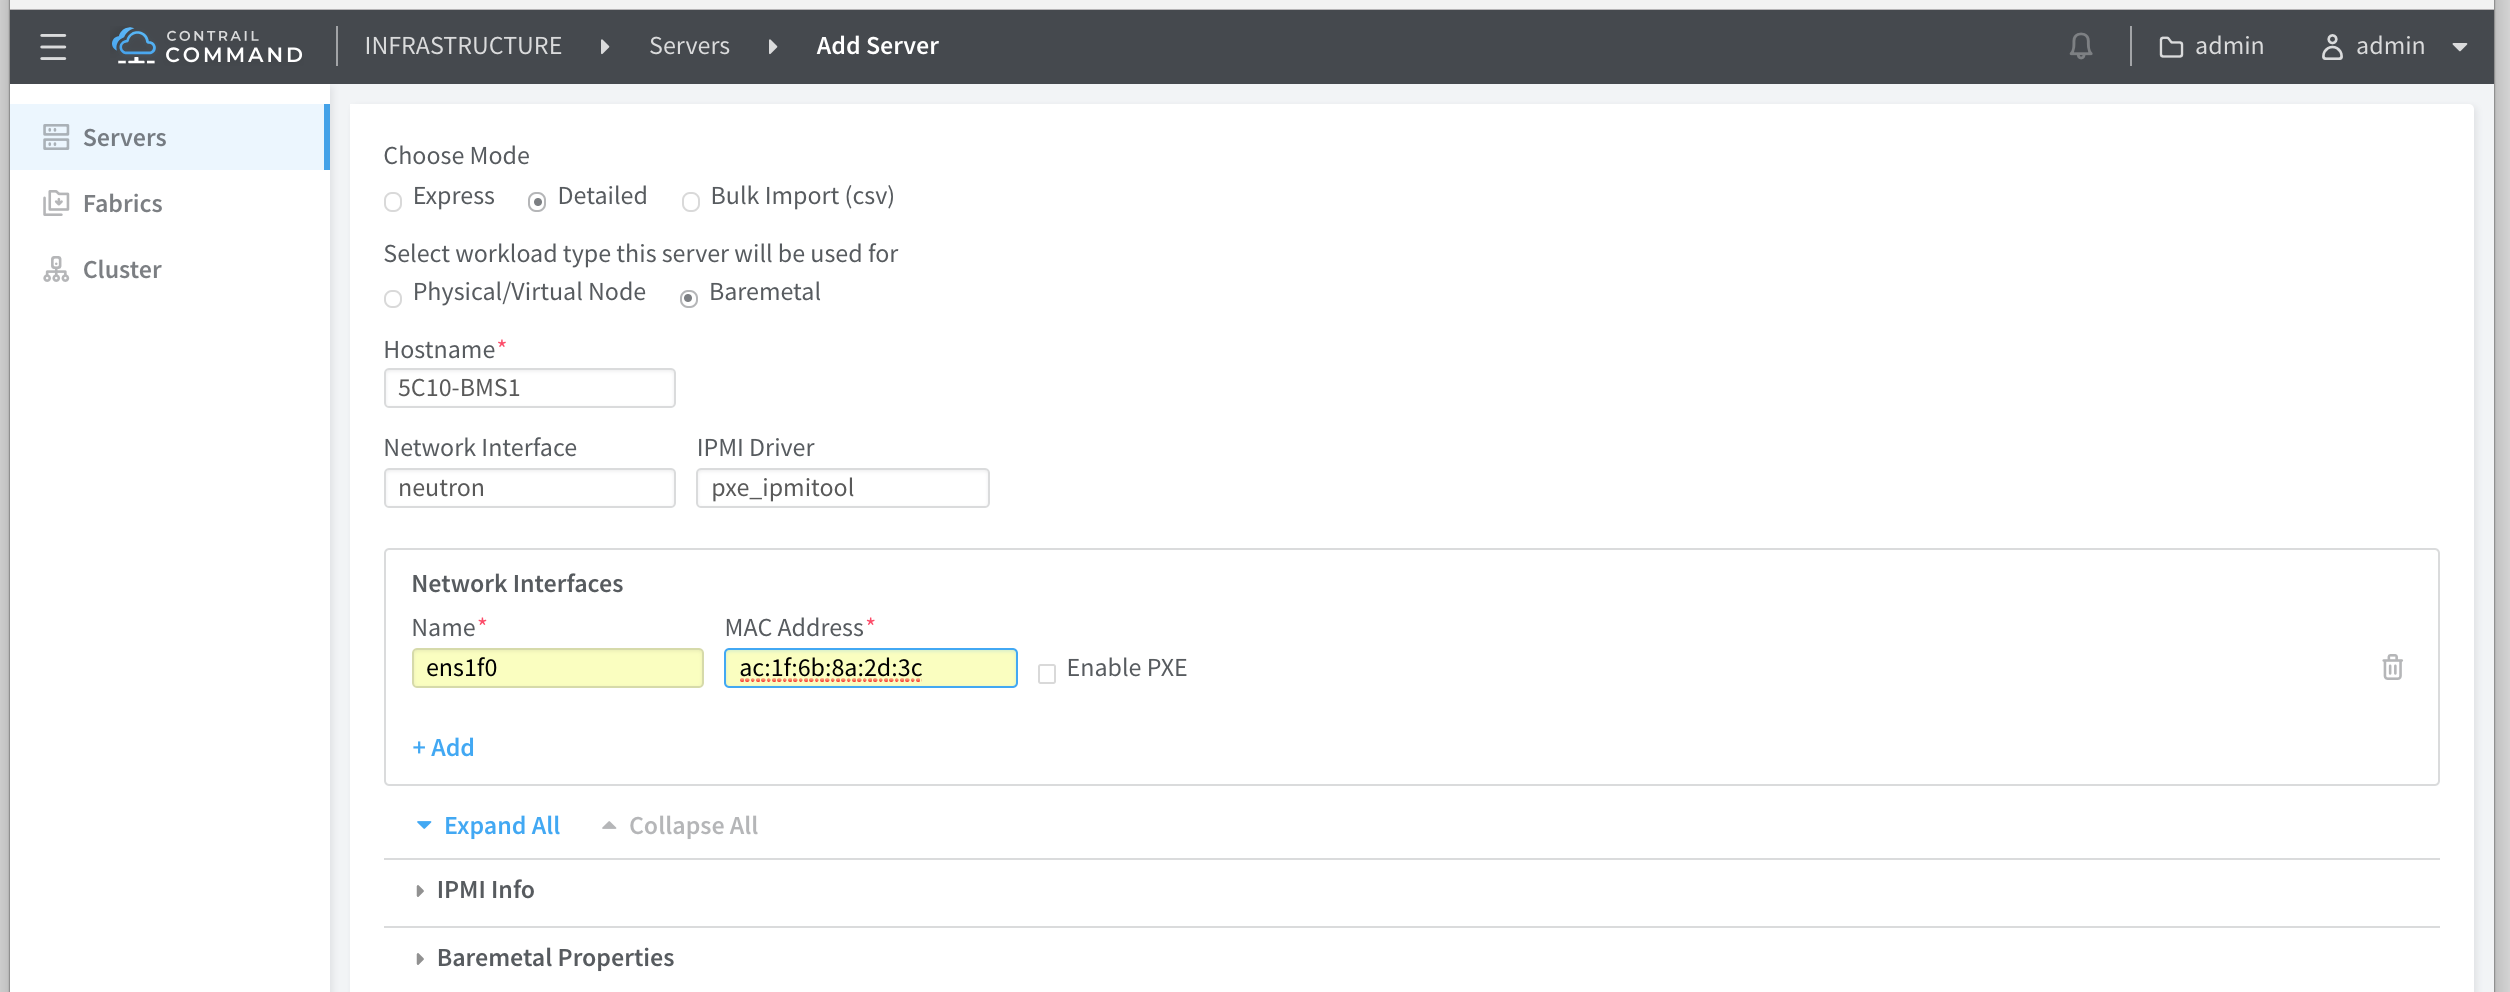 CONTRAIL
COMMAND
INFRASTRUCTURE Servers Add Server admin admin
Servers
Fabrics
Cluster
Choose Mode
Express Detailed Bulk Import (csv)
Select workload type this server will be used for
Physical/Virtual Node Baremetal
Hostname*
5C10-BMS1
Network Interface IPMI Driver
neutron pxe_ipmitool
Network Interfaces
Name* MAC Address*
ens1f0 ac:1f:6b:8a:2d:3c Enable PXE
+ Add
Expand All Collapse All
IPMI Info
Baremetal Properties